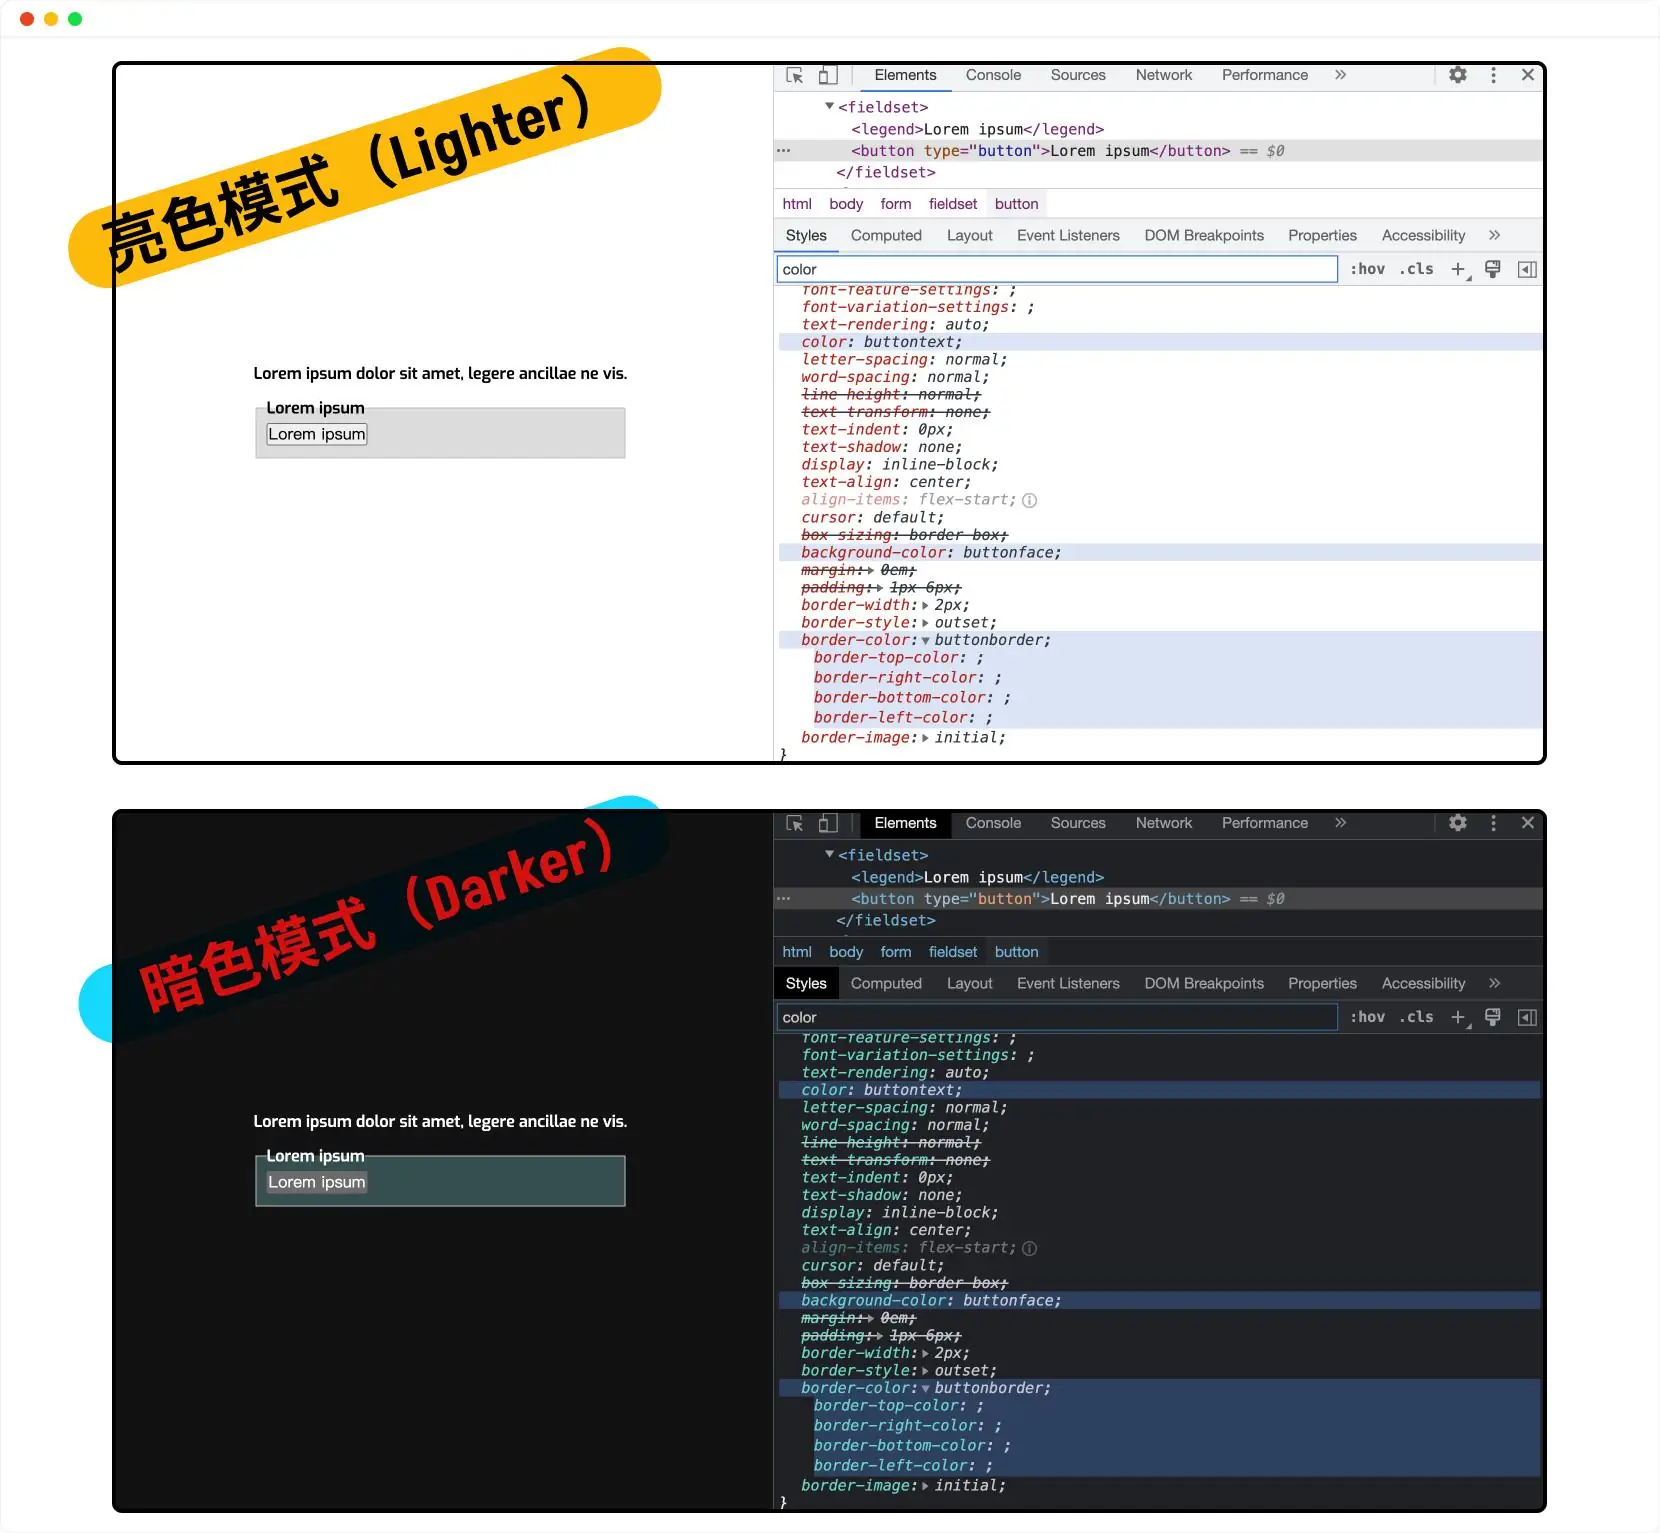 亮色模式（Lighter）
Lorem ipsum dolor sit amet, legere ancillae ne vis.
Lorem ipsum
Lorem ipsum
Elements Console Sources Network Performance »
<fieldset>
<legend>Lorem ipsum</legend>
<button type="button">Lorem ipsum</button> == $0
</fieldset>
html body form fieldset button
Styles Computed Layout Event Listeners DOM Breakpoints Properties Accessibility »
color :hov .cls +
font-feature-settings: ;
font-variation-settings: ;
text-rendering: auto;
color: buttontext;
letter-spacing: normal;
word-spacing: normal;
line-height: normal;
text-transform: none;
text-indent: 0px;
text-shadow: none;
display: inline-block;
text-align: center;
align-items: flex-start;
cursor: default;
box-sizing: border-box;
background-color: buttonface;
margin: 0em;
padding: 1px 6px;
border-width: 2px;
border-style: outset;
border-color: buttonborder;
border-top-color: ;
border-right-color: ;
border-bottom-color: ;
border-left-color: ;
border-image: initial;
}
暗色模式（Darker）
Lorem ipsum dolor sit amet, legere ancillae ne vis.
Lorem ipsum
Lorem ipsum
Elements Console Sources Network Performance »
<fieldset>
<legend>Lorem ipsum</legend>
<button type="button">Lorem ipsum</button> == $0
</fieldset>
html body form fieldset button
Styles Computed Layout Event Listeners DOM Breakpoints Properties Accessibility »
color :hov .cls +
font-feature-settings: ;
font-variation-settings: ;
text-rendering: auto;
color: buttontext;
letter-spacing: normal;
word-spacing: normal;
line-height: normal;
text-transform: none;
text-indent: 0px;
text-shadow: none;
display: inline-block;
text-align: center;
align-items: flex-start;
cursor: default;
box-sizing: border-box;
background-color: buttonface;
margin: 0em;
padding: 1px 6px;
border-width: 2px;
border-style: outset;
border-color: buttonborder;
border-top-color: ;
border-right-color: ;
border-bottom-color: ;
border-left-color: ;
border-image: initial;
}